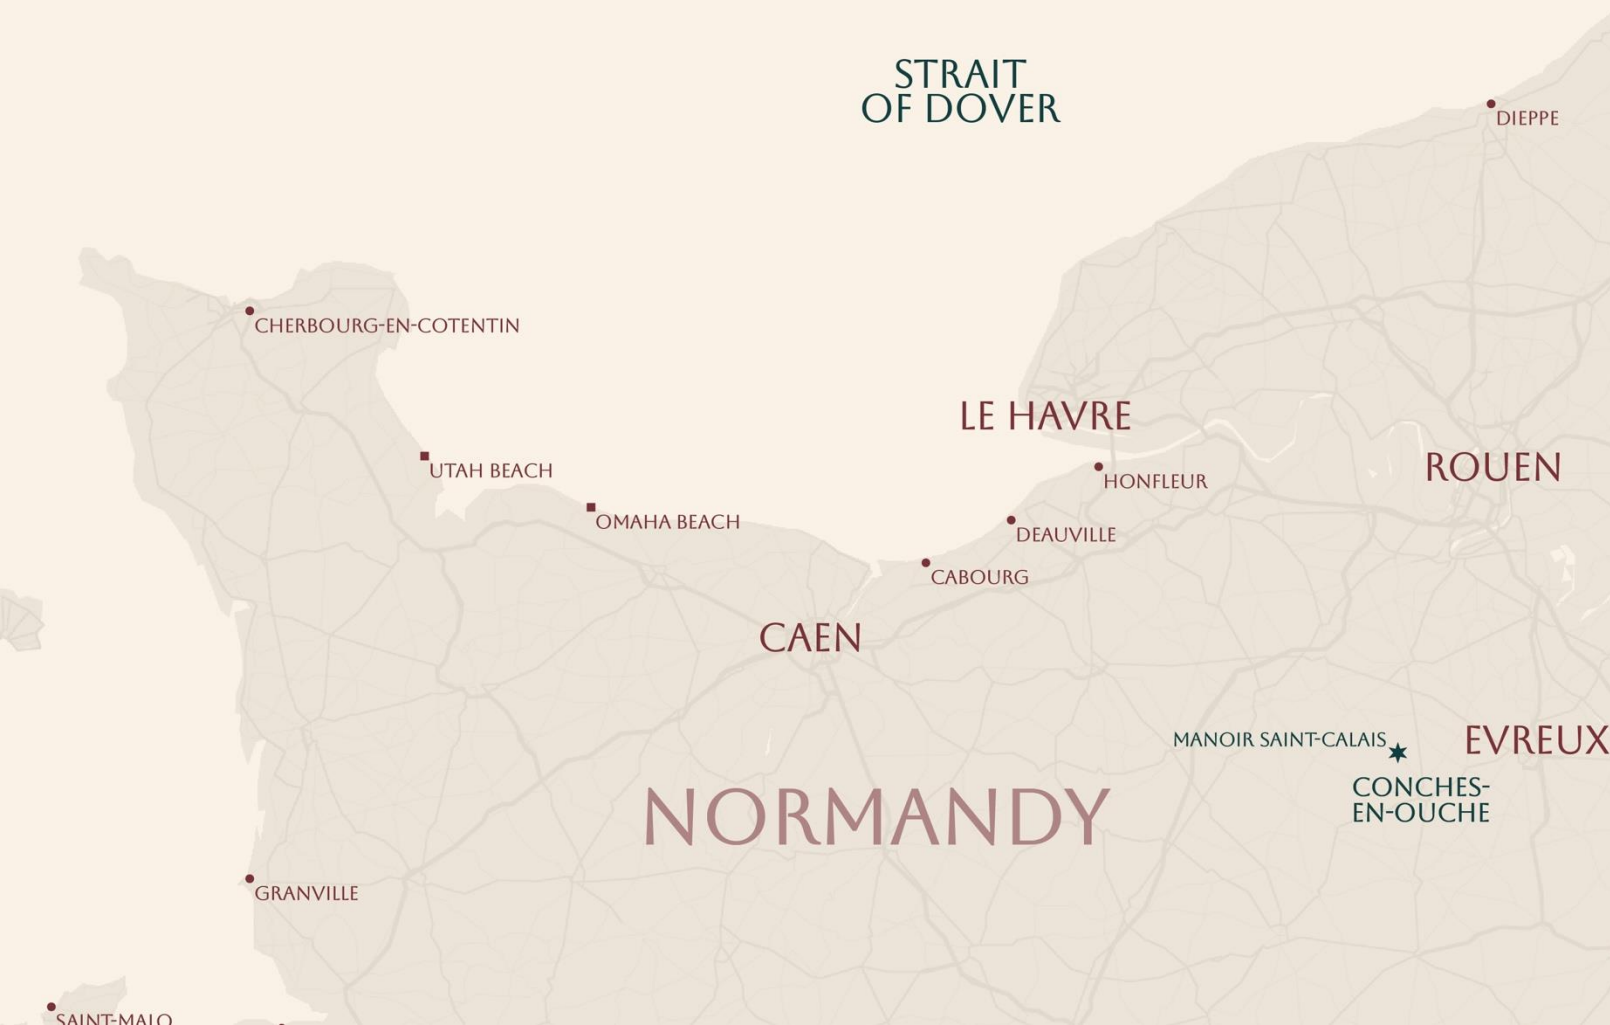 STRAIT
OF DOVER
DIEPPE
CHERBOURG-EN-COTENTIN
LE HAVRE
UTAH BEACH
ROUEN
HONFLEUR
OMAHA BEACH
DEAUVILLE
CABOURG
CAEN
MANOIR SAINT-CALAIS
EVREUX
CONCHES-
EN-OUCHE
NORMANDY
GRANVILLE
SAINT-MALO